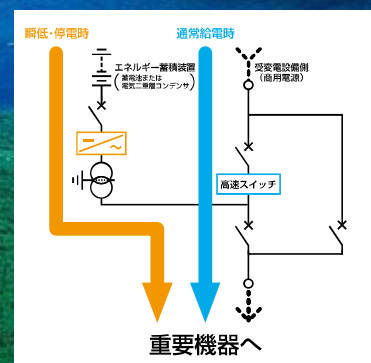 瞬低･停電時
通常給電時
エネルギー蓄積装置
(蓄電池または
電気二重層コンデンサ)
受変電設備側
(商用電源)
高速スイッチ
重要機器へ